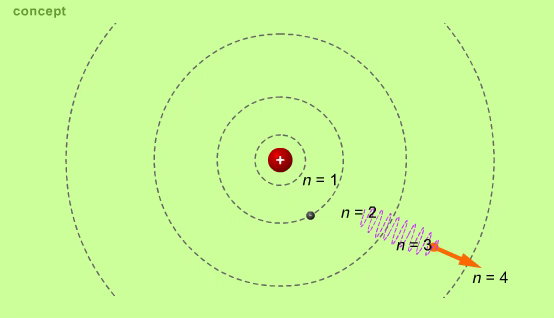 concept
+
n = 1
n = 2
n = 3
n = 4